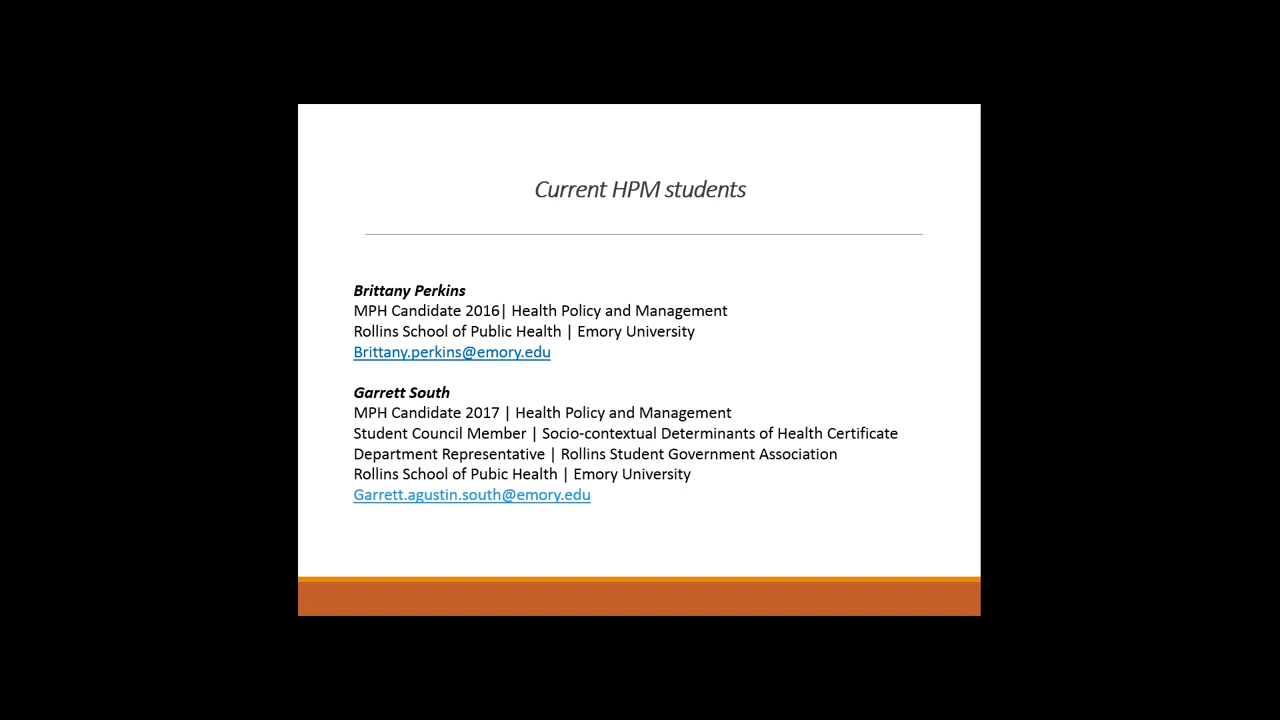 Current HPM students
Brittany Perkins
MPH Candidate 2016| Health Policy and Management
Rollins School of Public Health | Emory University
Brittany.perkins@emory.edu
Garrett South
MPH Candidate 2017 | Health Policy and Management
Student Council Member | Socio-contextual Determinants of Health Certificate
Department Representative | Rollins Student Government Association
Rollins School of Pubic Health | Emory University
Garrett.agustin.south@emory.edu